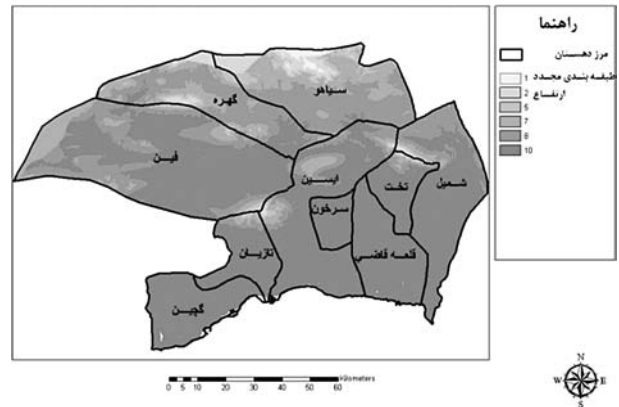 راهنما
مرز دهستان
طبقه بندی مجدد
ارتفاع
1
2
5
7
8
10
سیاهو
گهره
فین
ایسین
تخت
شمیل
سرخون
قلعه قاضی
تازیان
گچین
0 5 10 20 30 40 50 60
Kilometers
N
W E
S